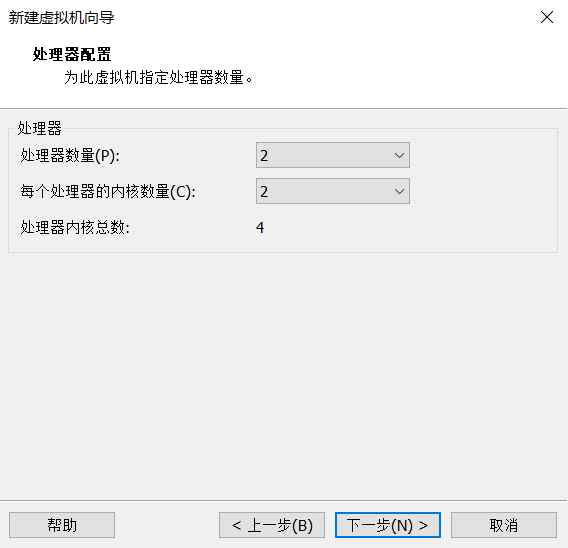 新建虚拟机向导
处理器配置
为此虚拟机指定处理器数量。
处理器
处理器数量(P): 2
每个处理器的内核数量(C): 2
处理器内核总数: 4
帮助 < 上一步(B) 下一步(N) > 取消